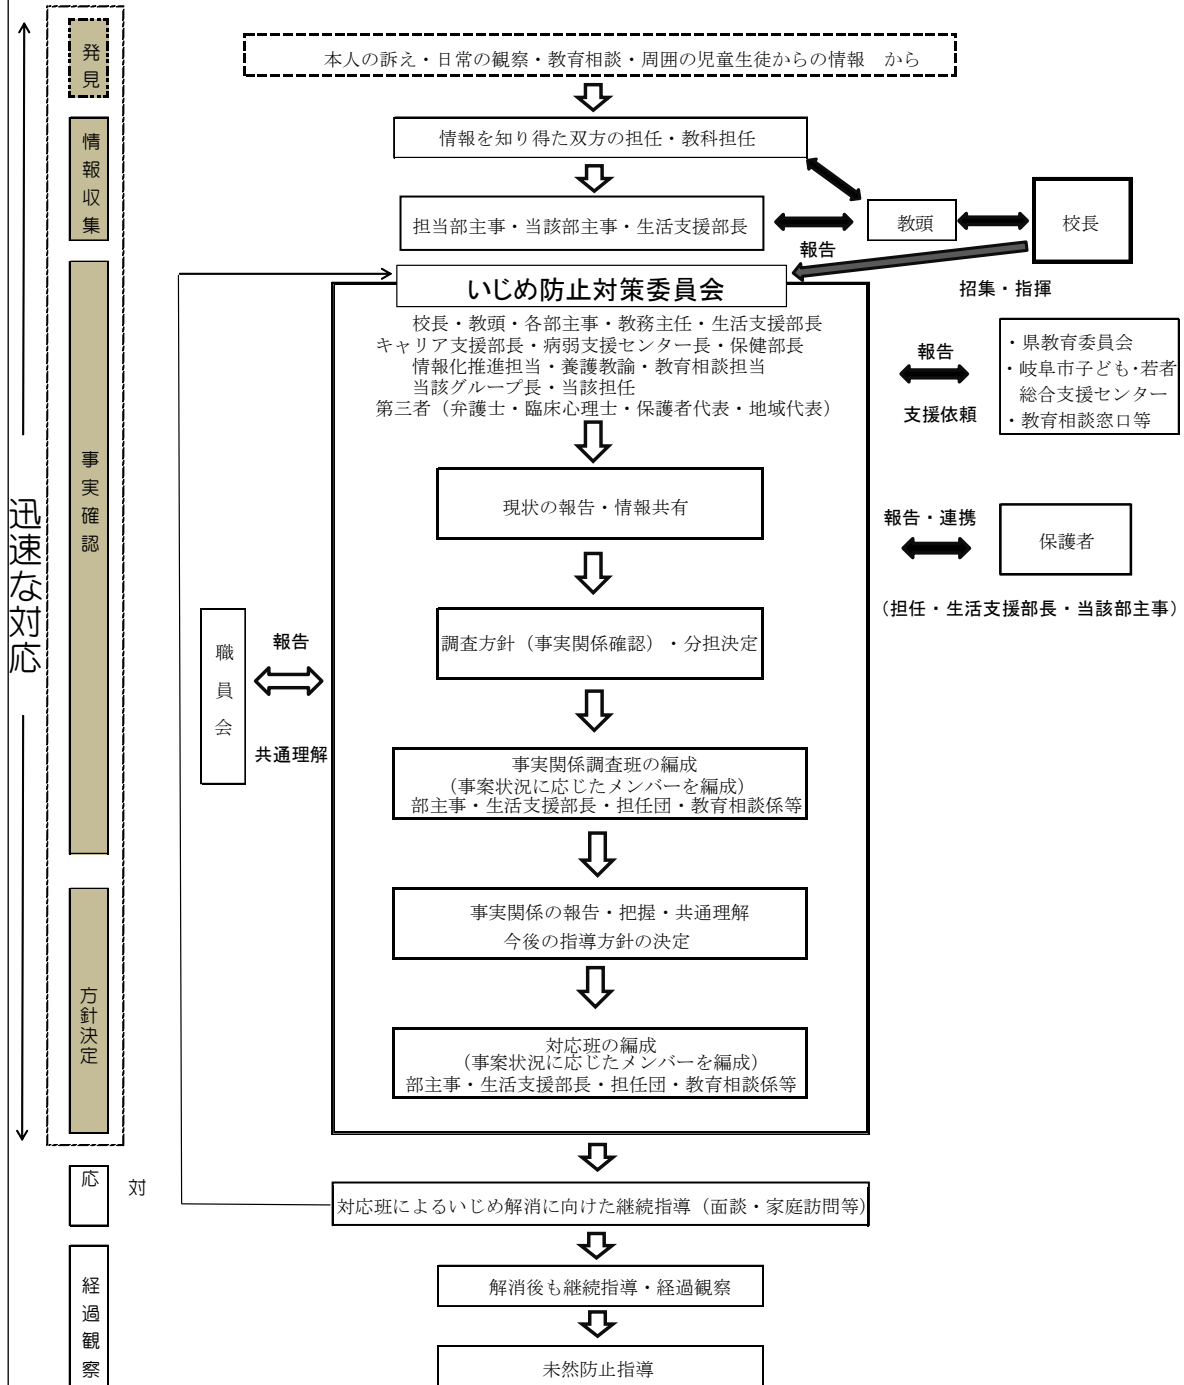 発見
本人の訴え・日常の観察・教育相談・周囲の児童生徒からの情報　から
情報収集
情報を知り得た双方の担任・教科担任
担当部主事・当該部主事・生活支援部長
教頭
校長
報告
招集・指揮
いじめ防止対策委員会
校長・教頭・各部主事・教務主任・生活支援部長
キャリア支援部長・病弱支援センター長・保健部長
情報化推進担当・養護教諭・教育相談担当
当該グループ長・当該担任
第三者（弁護士・臨床心理士・保護者代表・地域代表）
報告
支援依頼
・県教育委員会
・岐阜市子ども・若者
総合支援センター
・教育相談窓口等
事実確認
迅速な対応
現状の報告・情報共有
報告・連携
保護者
（担任・生活支援部長・当該部主事）
職員会
報告
共通理解
調査方針（事実関係確認）・分担決定
事実関係調査班の編成
（事案状況に応じたメンバーを編成）
部主事・生活支援部長・担任団・教育相談係等
方針決定
事実関係の報告・把握・共通理解
今後の指導方針の決定
対応班の編成
（事案状況に応じたメンバーを編成）
部主事・生活支援部長・担任団・教育相談係等
応
対
対応班によるいじめ解消に向けた継続指導（面談・家庭訪問等）
経過観察
解消後も継続指導・経過観察
未然防止指導